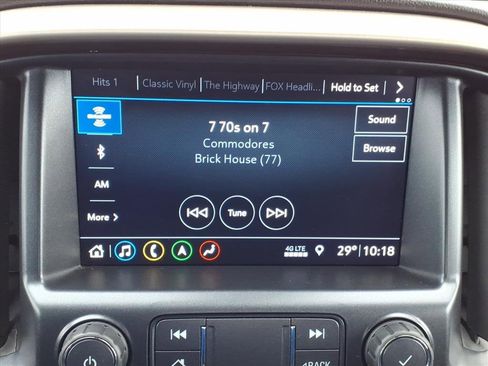 Hits 1 Classic Vinyl The Highway FOX Headli... Hold to Set
Sound
7 70s on 7
Commodores
Browse
Brick House (77)
AM
More
Tune
4G LTE
29° 10:18
BACK